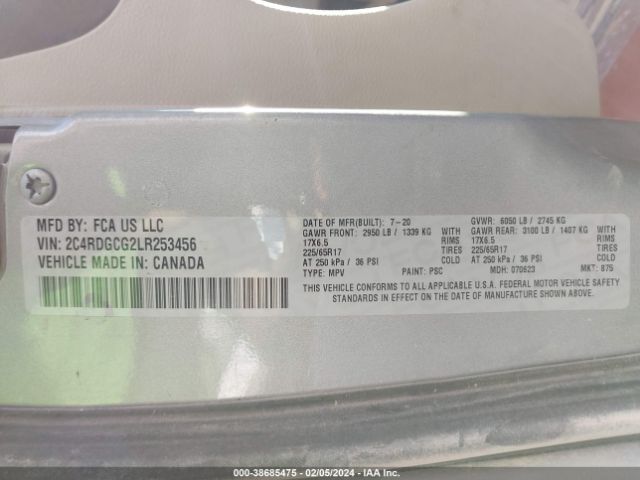 MFD BY: FCA US LLC
VIN: 2C4RDGCG2LR253456
VEHICLE MADE IN: CANADA
DATE OF MFR(BUILT): 7-20 GVWR: 6050 LB / 2745 KG
GAWR FRONT: 2950 LB / 1339 KG WITH GAWR REAR: 3100 LB / 1407 KG WITH
17X6.5 RIMS 17X6.5 RIMS
225/65R17 TIRES 225/65R17 TIRES
AT 250 kPa / 36 PSI COLD AT 250 kPa / 36 PSI COLD
TYPE: MPV PAINT: PSC MDH: 070623 MKT: 875
THIS VEHICLE CONFORMS TO ALL APPLICABLE U.S.A. FEDERAL MOTOR VEHICLE SAFETY
STANDARDS IN EFFECT ON THE DATE OF MANUFACTURE SHOWN ABOVE.
000-38685475 — 02/05/2024 — IAA Inc.